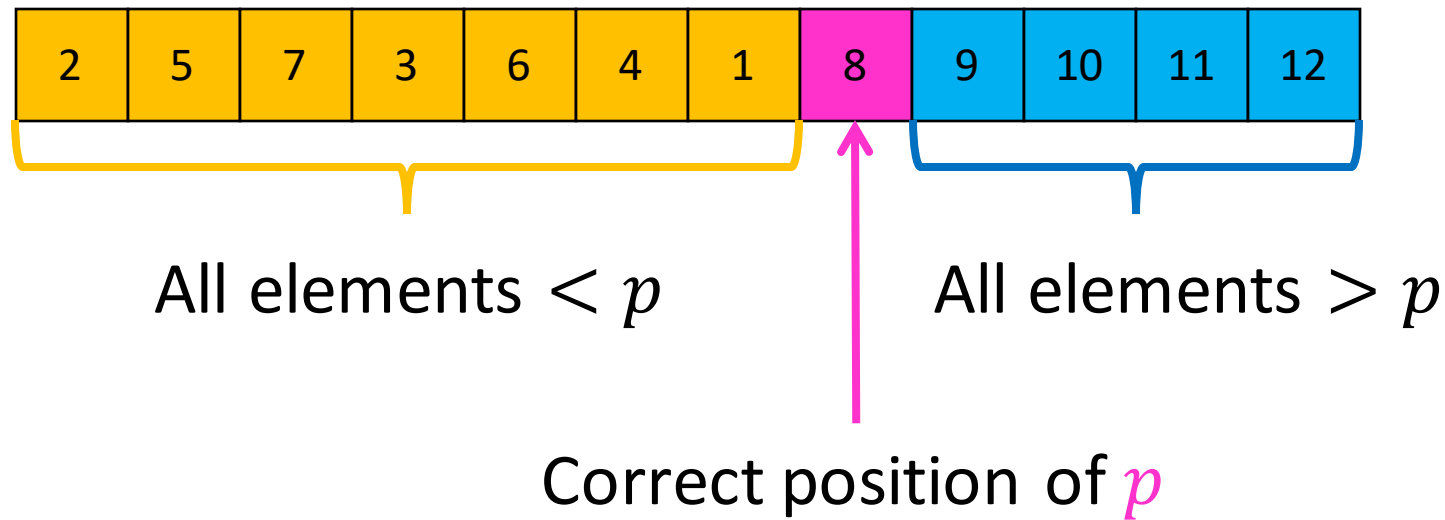 2 5 7 3 6 4 1 8 9 10 11 12
All elements < p All elements > p
Correct position of p